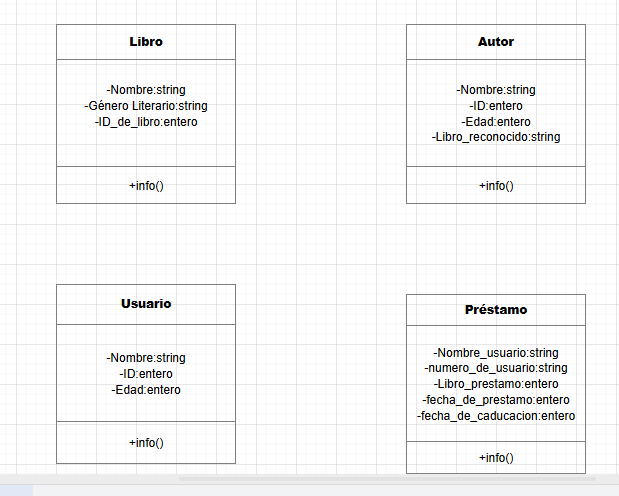 Libro
-Nombre:string
-Género Literario:string
-ID_de_libro:entero
+info()
Autor
-Nombre:string
-ID:entero
-Edad:entero
-Libro_reconocido:string
+info()
Usuario
-Nombre:string
-ID:entero
-Edad:entero
+info()
Préstamo
-Nombre_usuario:string
-numero_de_usuario:string
-Libro_prestamo:entero
-fecha_de_prestamo:entero
-fecha_de_caducacion:entero
+info()